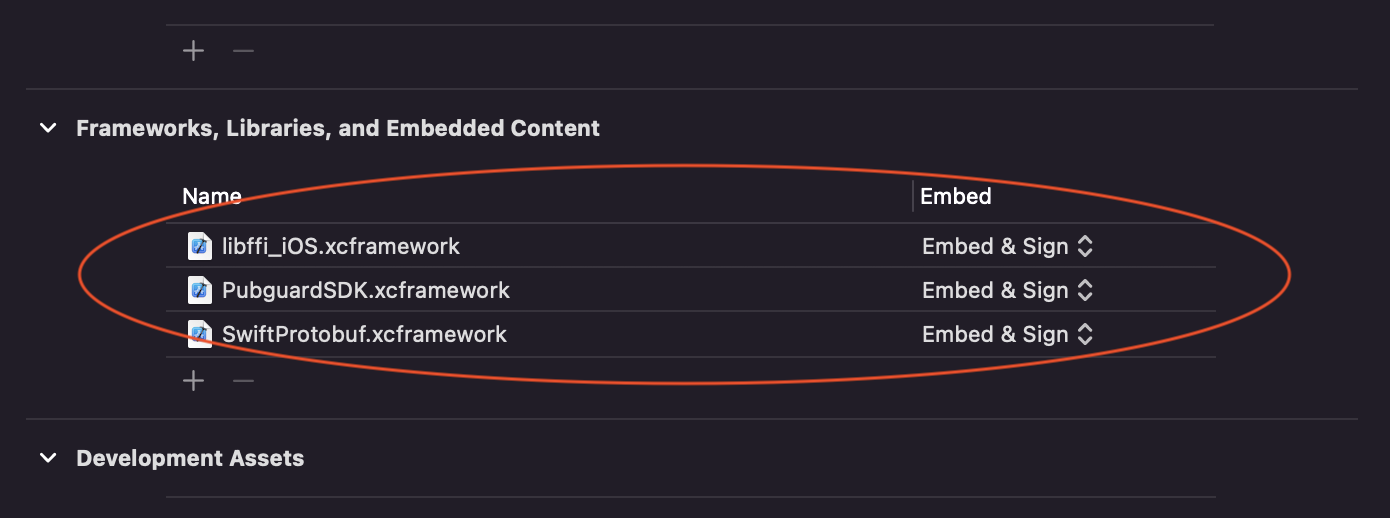 Frameworks, Libraries, and Embedded Content
Name Embed
libffi_iOS.xcframework Embed & Sign
PubguardSDK.xcframework Embed & Sign
SwiftProtobuf.xcframework Embed & Sign
Development Assets